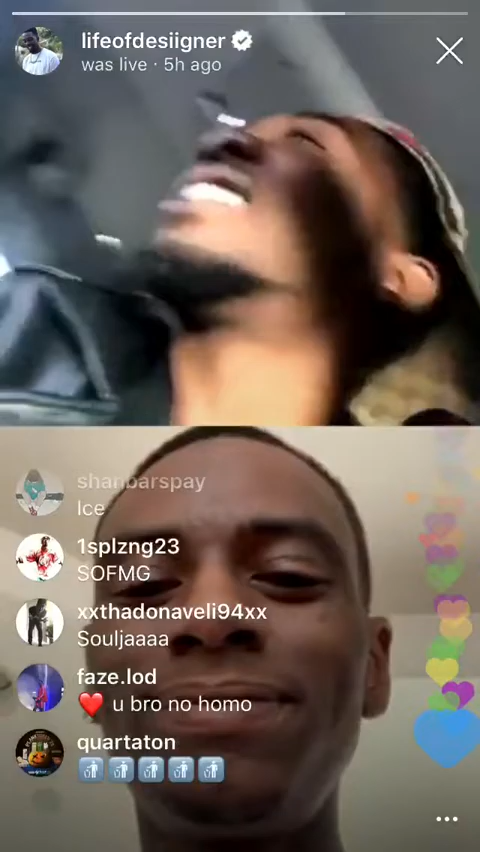 lifeofdesiigner
was live · 5h ago
shanbarspay
Ice
1splzng23
SOFMG
xxthadonaveli94xx
Souljaaaa
faze.lod
❤️ u bro no homo
quartaton
🚮🚮🚮🚮🚮